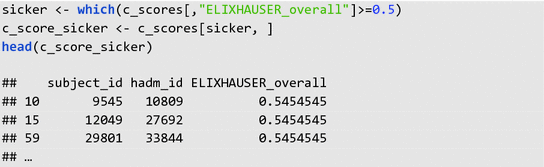 sicker <- which(c_scores[,"ELIXHAUSER_overall"]>=0.5)
c_score_sicker <- c_scores[sicker, ]
head(c_score_sicker)
## subject_id hadm_id ELIXHAUSER_overall
## 10 9545 10809 0.5454545
## 15 12049 27692 0.5454545
## 59 29801 33844 0.5454545
## …